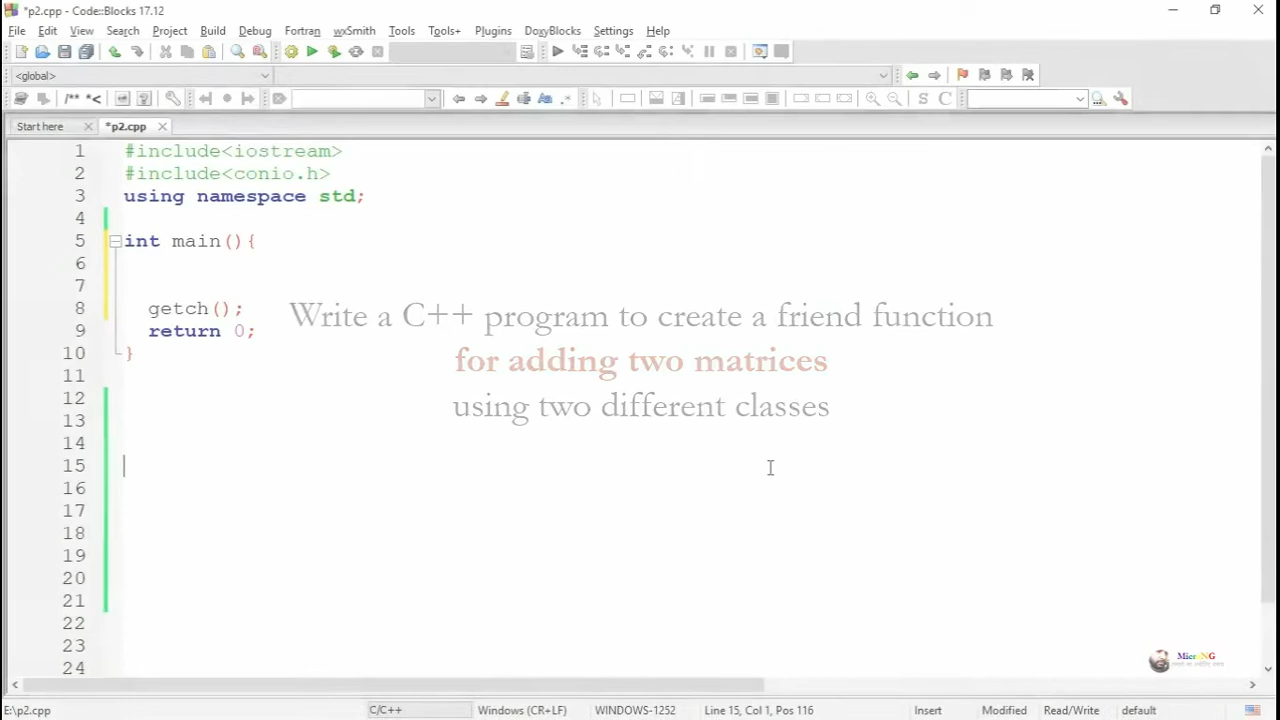 *p2.cpp - Code::Blocks 17.12
File Edit View Search Project Build Debug Fortran wxSmith Tools Tools+ Plugins DoxyBlocks Settings Help
<global>
/** *<
S C
Start here *p2.cpp
1 #include<iostream>
2 #include<conio.h>
3 using namespace std;
4
5 int main(){
6
7
8 getch();
9 return 0;
10 }
11
12
13
14
15
16
17
18
19
20
21
22
23
24
Write a C++ program to create a friend function
for adding two matrices
using two different classes
MicroNG
E:\p2.cpp C/C++ Windows (CR+LF) WINDOWS-1252 Line 15, Col 1, Pos 116 Insert Modified Read/Write default